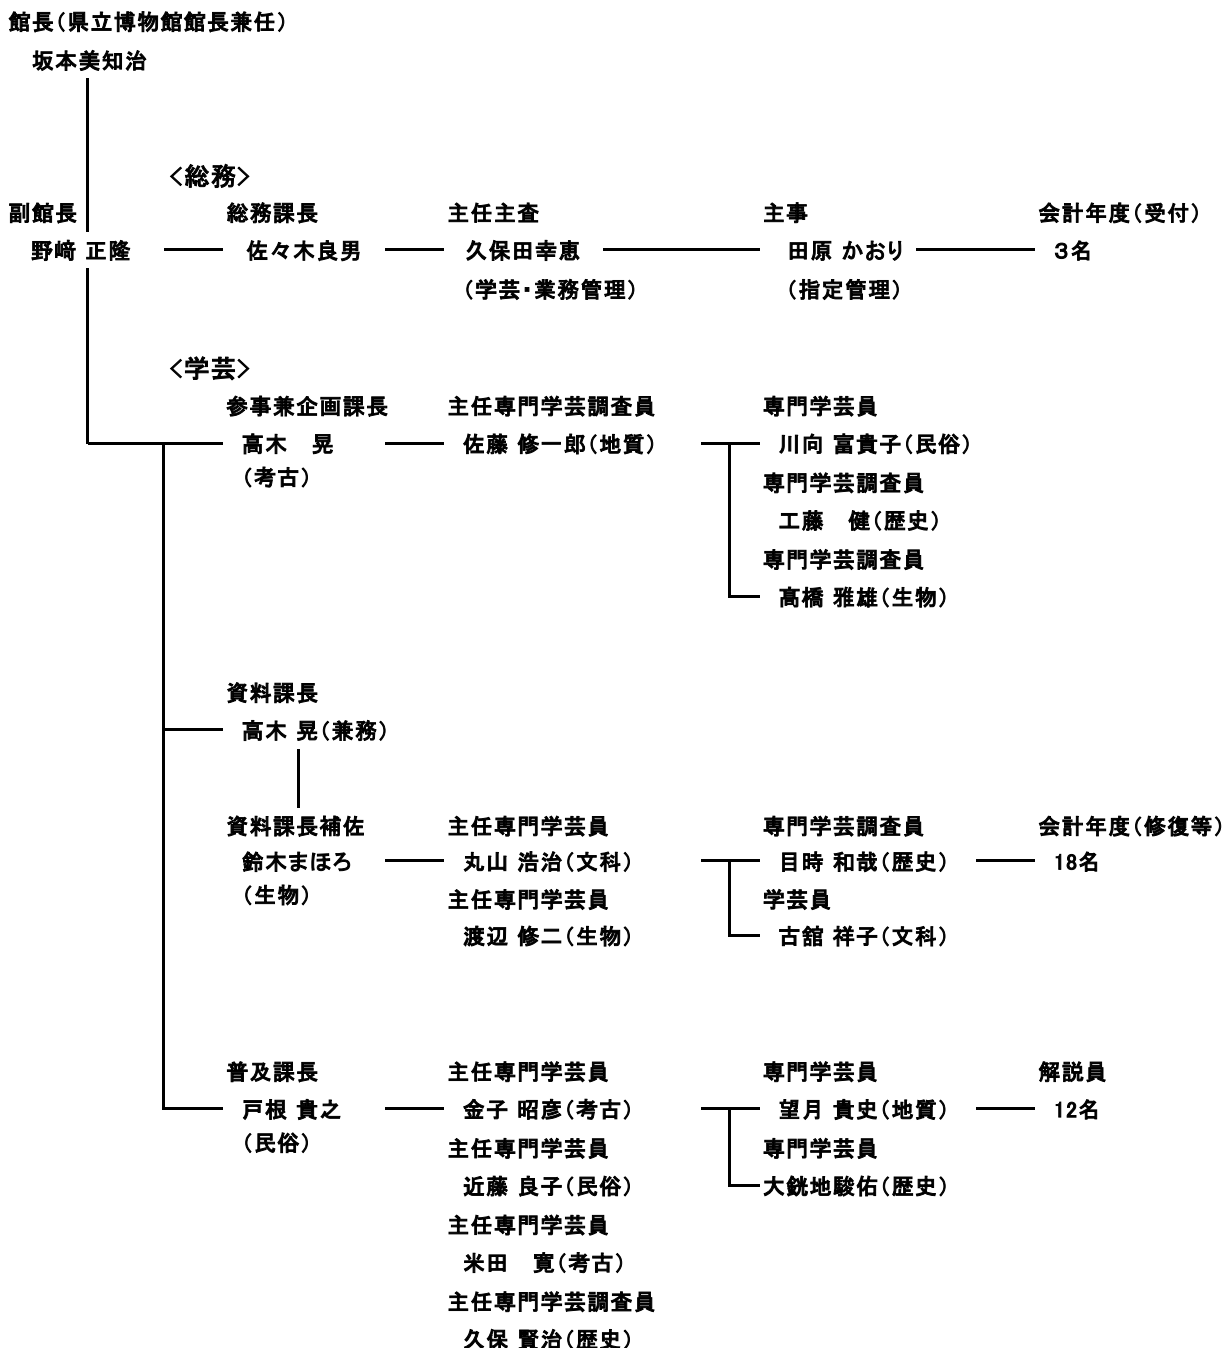 館長(県立博物館館長兼任)
坂本美知治
<総務>
副館長 総務課長 主任主査 主事 会計年度(受付)
野﨑 正隆 佐々木良男 久保田幸恵 田原 かおり 3名
(学芸・業務管理) (指定管理)
<学芸>
参事兼企画課長 主任専門学芸調査員 専門学芸員
高木 晃 佐藤 修一郎(地質) 川向 富貴子(民俗)
(考古) 専門学芸調査員
工藤 健(歴史)
専門学芸調査員
髙橋 雅雄(生物)
資料課長
高木 晃(兼務)
資料課長補佐 主任専門学芸員 専門学芸調査員 会計年度(修復等)
鈴木まほろ 丸山 浩治(文科) 目時 和哉(歴史) 18名
(生物) 主任専門学芸員 学芸員
渡辺 修二(生物) 古舘 祥子(文科)
普及課長 主任専門学芸員 専門学芸員 解説員
戸根 貴之 金子 昭彦(考古) 望月 貴史(地質) 12名
(民俗) 主任専門学芸員 専門学芸員
近藤 良子(民俗) 大銧地駿佑(歴史)
主任専門学芸員
米田 寛(考古)
主任専門学芸調査員
久保 賢治(歴史)